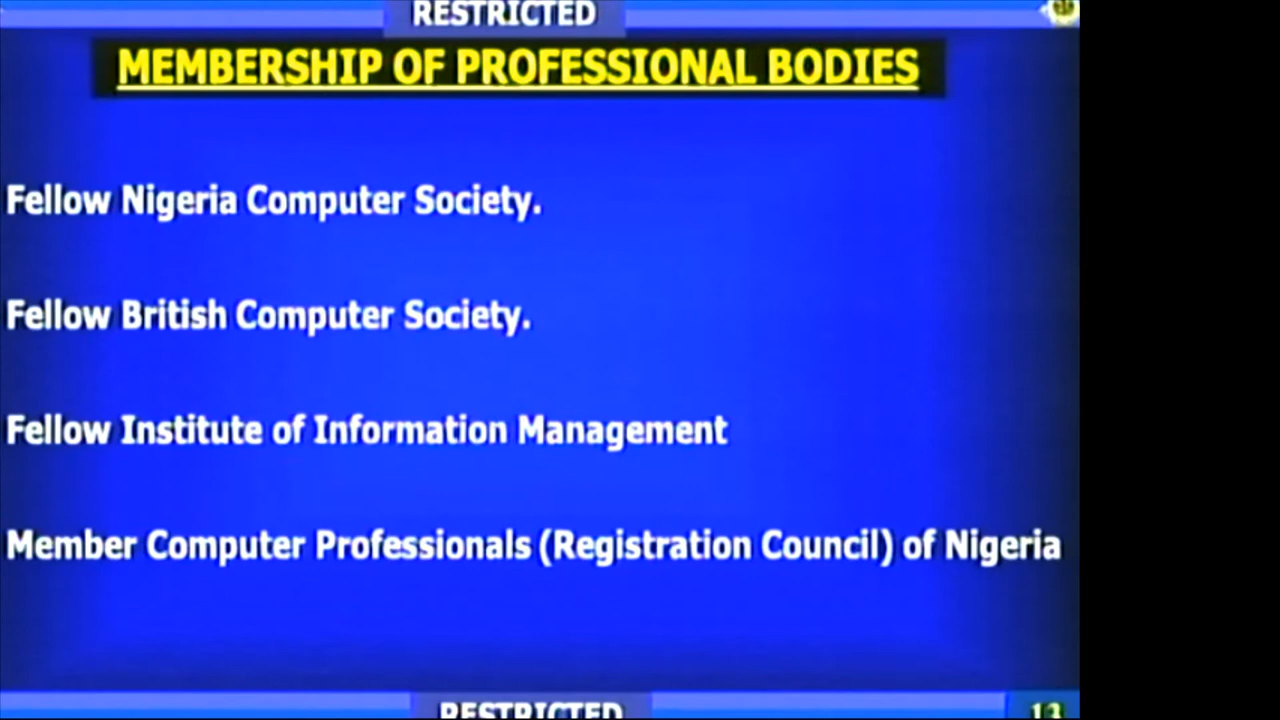 RESTRICTED
MEMBERSHIP OF PROFESSIONAL BODIES
Fellow Nigeria Computer Society.
Fellow British Computer Society.
Fellow Institute of Information Management
Member Computer Professionals (Registration Council) of Nigeria
RESTRICTED
13